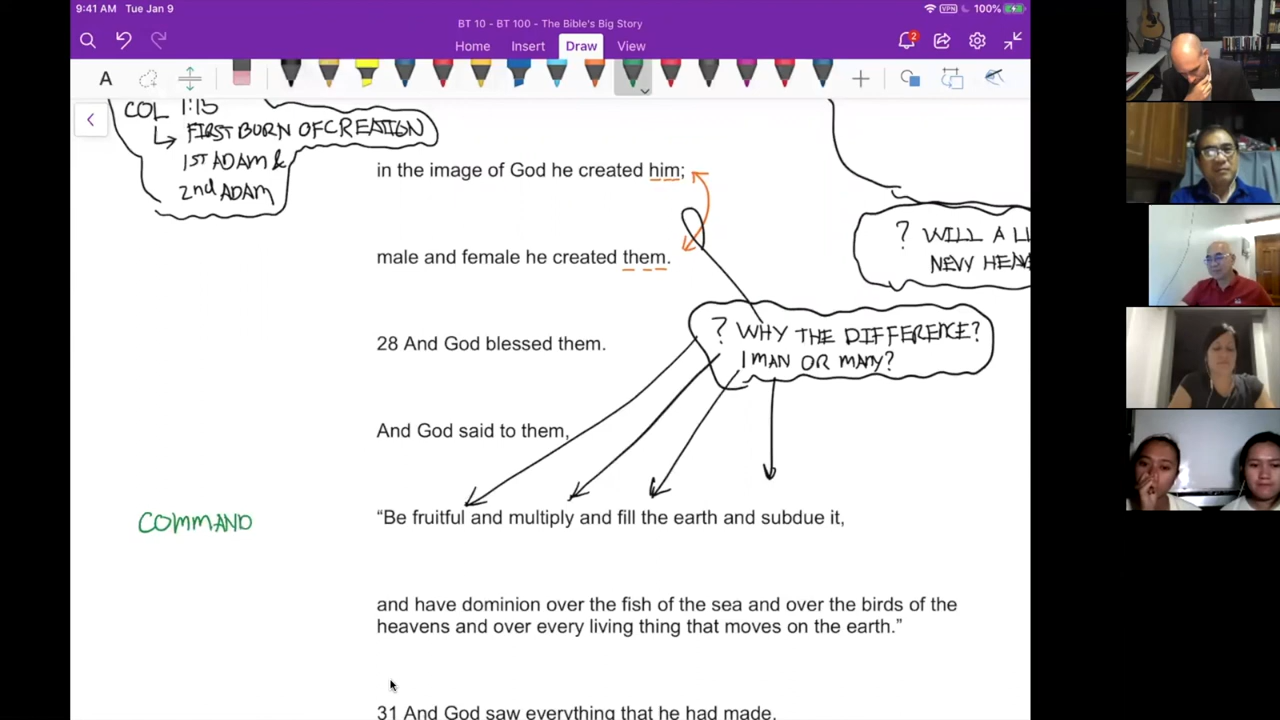 9:41 AM Tue Jan 9
VPN 100%
BT 10 - BT 100 - The Bible's Big Story
Home Insert Draw View
2
A
COL 1:15
FIRST BORN OF CREATION
1ST ADAM &
2nd ADAM
in the image of God he created him;
? WILL A LI
NEW HEAV
male and female he created them.
? WHY THE DIFFERENCE?
1 MAN OR MANY?
28 And God blessed them.
And God said to them,
COMMAND
“Be fruitful and multiply and fill the earth and subdue it,
and have dominion over the fish of the sea and over the birds of the
heavens and over every living thing that moves on the earth.”
31 And God saw everything that he had made.